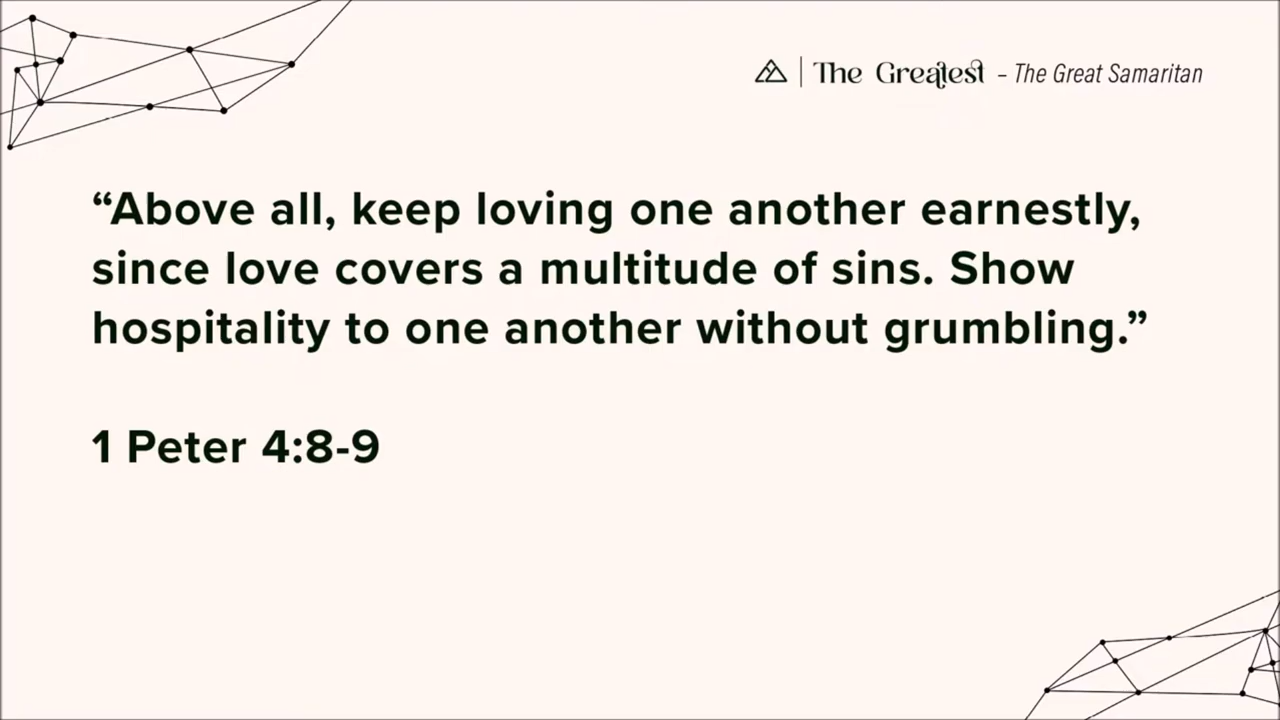 The Greatest – The Great Samaritan
“Above all, keep loving one another earnestly,
since love covers a multitude of sins. Show
hospitality to one another without grumbling.”
1 Peter 4:8-9